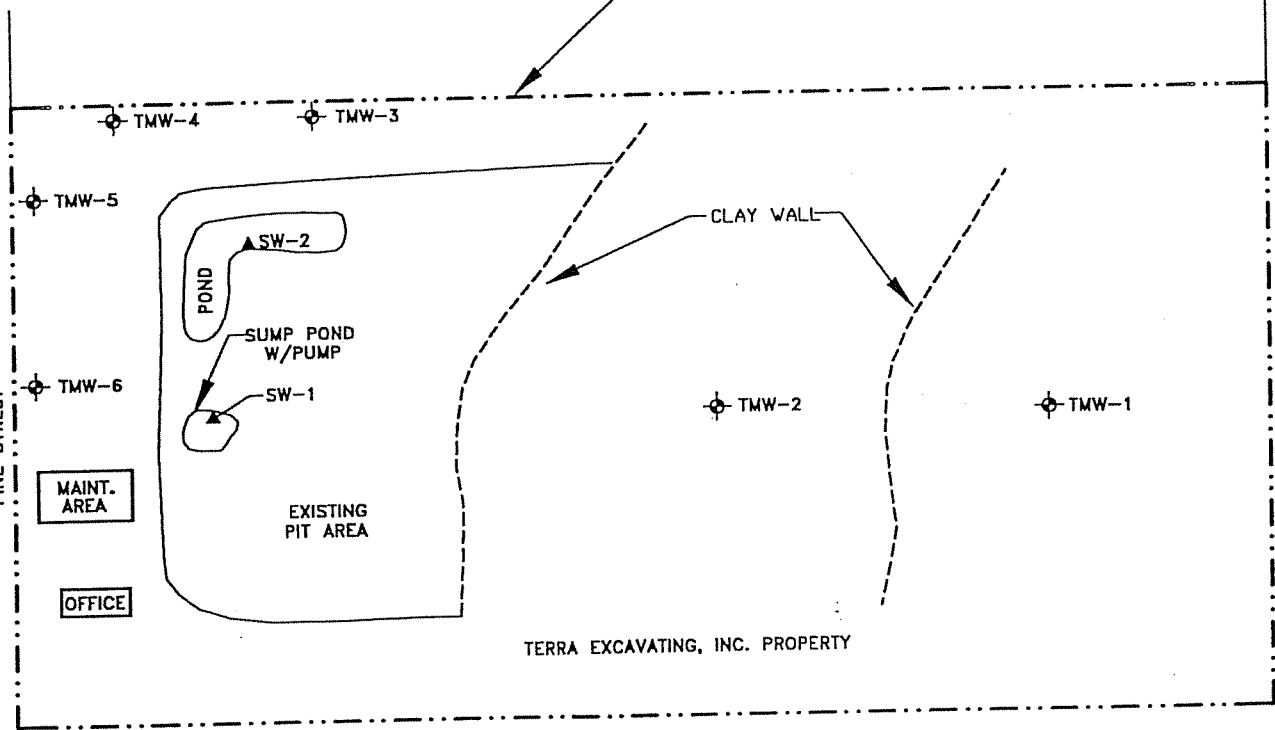 TMW-4
TMW-3
TMW-5
CLAY WALL
SW-2
POND
SUMP POND
W/PUMP
TMW-6
SW-1
TMW-2
TMW-1
MAINT.
AREA
EXISTING
PIT AREA
OFFICE
TERRA EXCAVATING, INC. PROPERTY